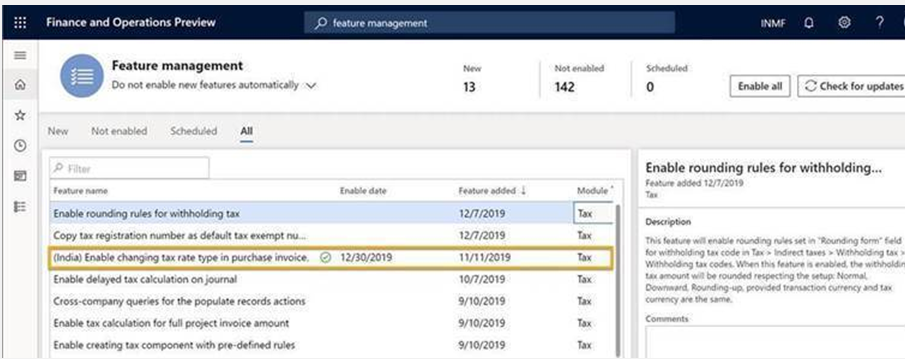 Finance and Operations Preview
feature management
INMF
?
Feature management
Do not enable new features automatically
New
13
Not enabled
142
Scheduled
0
Enable all
Check for updates
New Not enabled Scheduled All
Filter
Feature name Enable date Feature added ↓ Module
Enable rounding rules for withholding tax 12/7/2019 Tax
Copy tax registration number as default tax exempt nu... 12/7/2019 Tax
(India) Enable changing tax rate type in purchase invoice. 12/30/2019 11/11/2019 Tax
Enable delayed tax calculation on journal 10/7/2019 Tax
Cross-company queries for the populate records actions 9/10/2019 Tax
Enable tax calculation for full project invoice amount 9/10/2019 Tax
Enable creating tax component with pre-defined rules 9/10/2019 Tax
Enable rounding rules for withholding...
Feature added 12/7/2019
Tax
Description
This feature will enable rounding rules set in "Rounding form" field
for withholding tax code in Tax > Indirect taxes > Withholding tax >
Withholding tax codes. When this feature is enabled, the withholdin
tax amount will be rounded respecting the setup: Normal,
Downward, Rounding-up, provided transaction currency and tax
currency are the same.
Comments